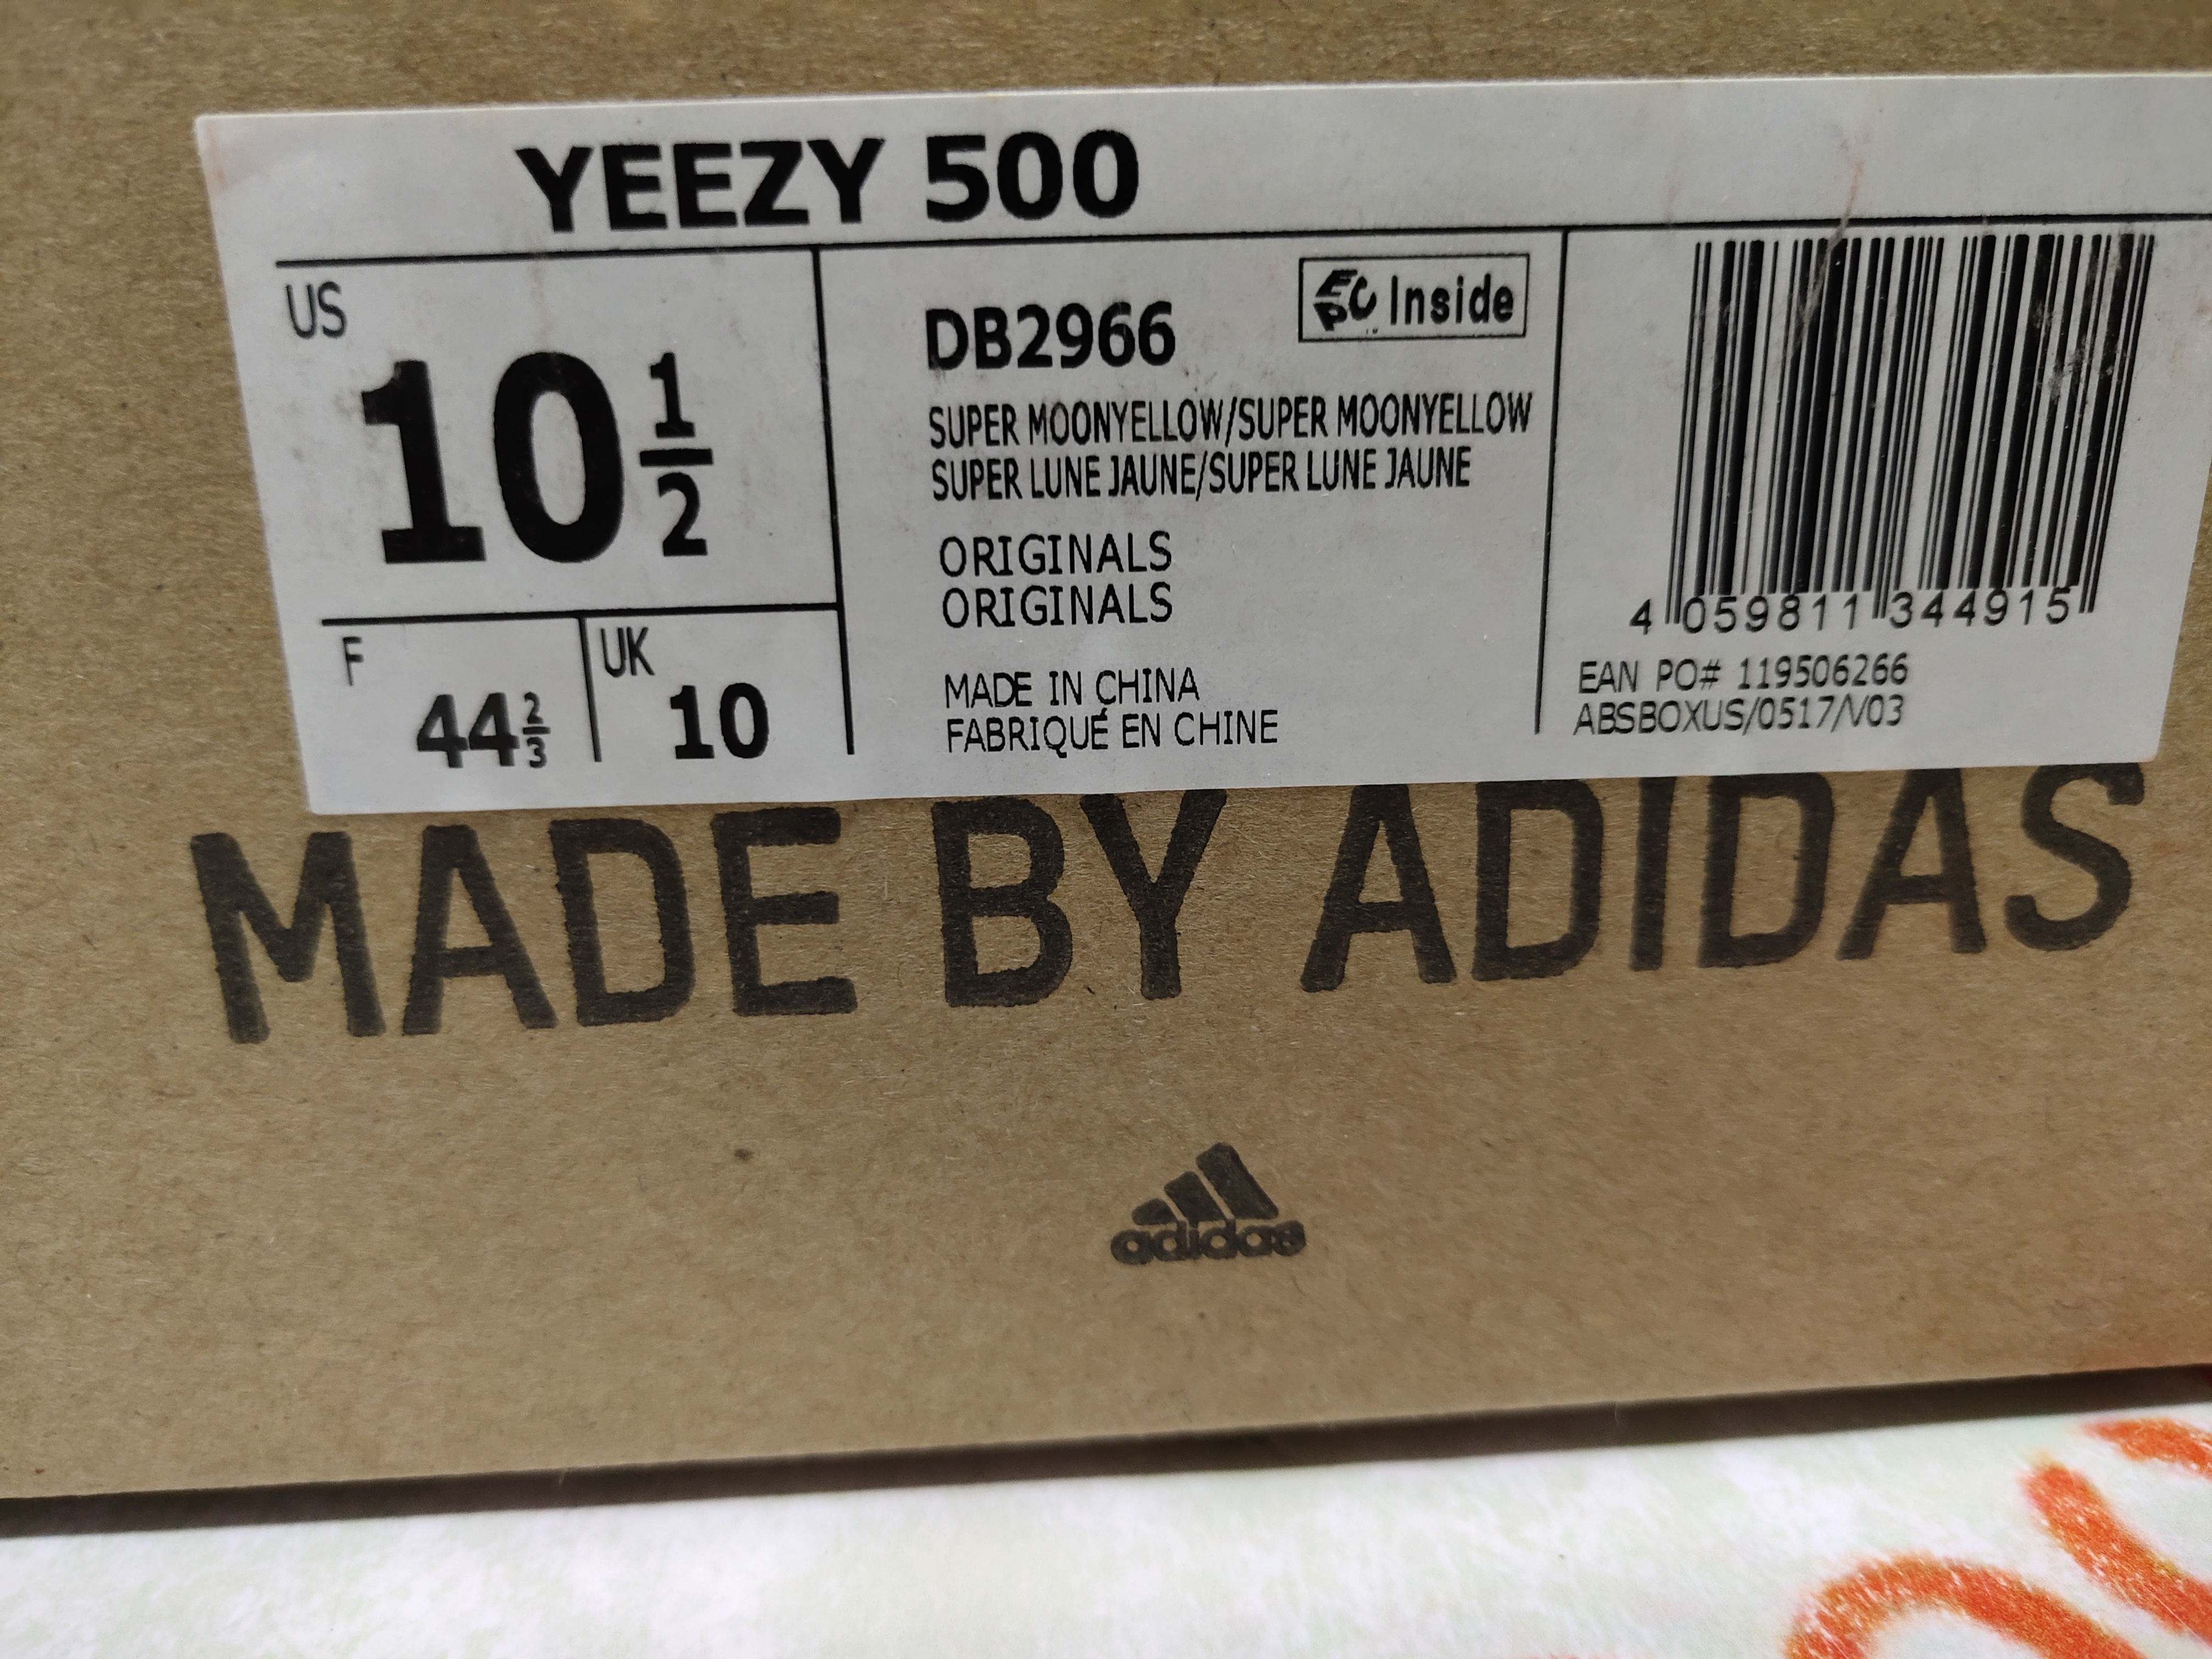 YEEZY 500
US
10 1/2
F
44 2/3
UK
10
DB2966
EPC Inside
SUPER MOONYELLOW/SUPER MOONYELLOW
SUPER LUNE JAUNE/SUPER LUNE JAUNE
ORIGINALS
ORIGINALS
MADE IN CHINA
FABRIQUÉ EN CHINE
4 059811 344915
EAN PO# 119506266
ABSBOXUS/0517/V03
MADE BY ADIDAS
adidas